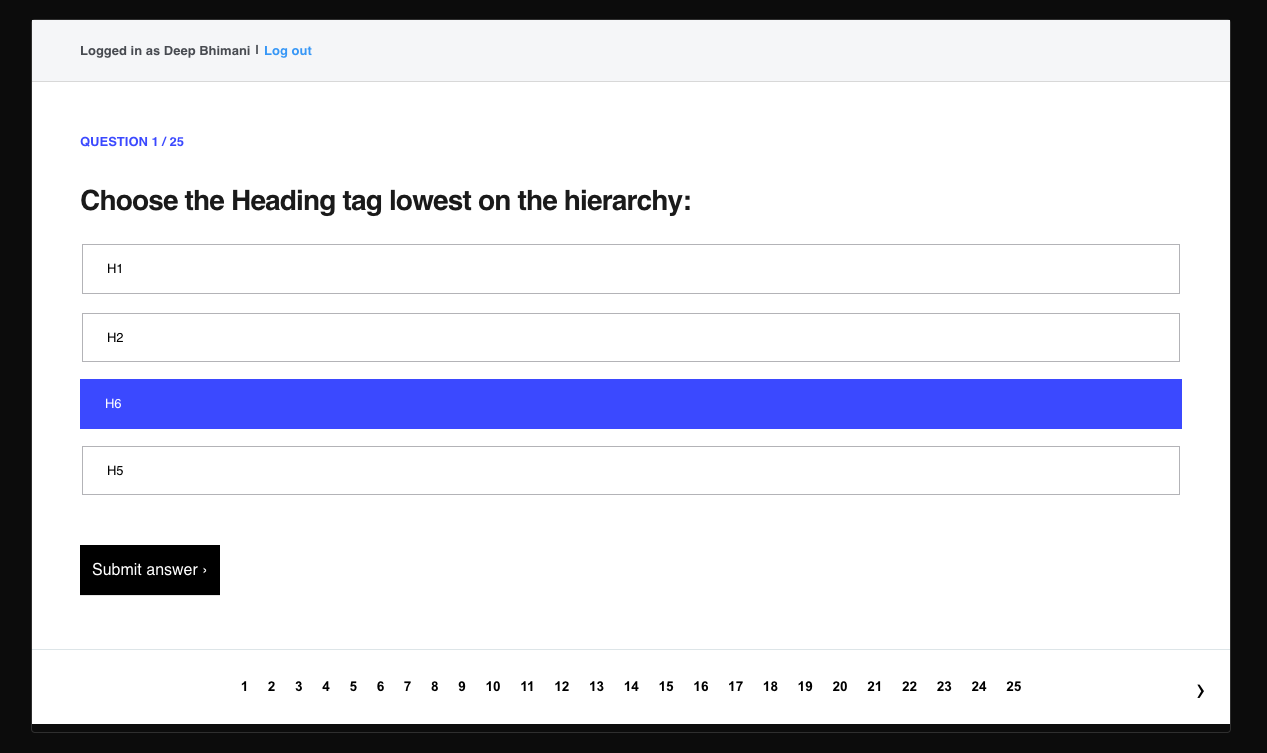 Logged in as Deep Bhimani | Log out
QUESTION 1 / 25
Choose the Heading tag lowest on the hierarchy:
H1
H2
H6
H5
Submit answer ›
1 2 3 4 5 6 7 8 9 10 11 12 13 14 15 16 17 18 19 20 21 22 23 24 25 ❯